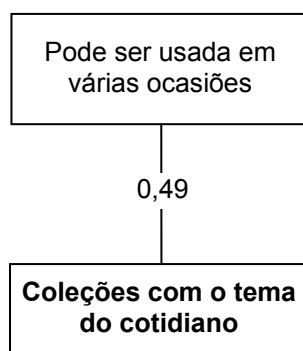 Pode ser usada em
várias ocasiões
0,49
Coleções com o tema
do cotidiano